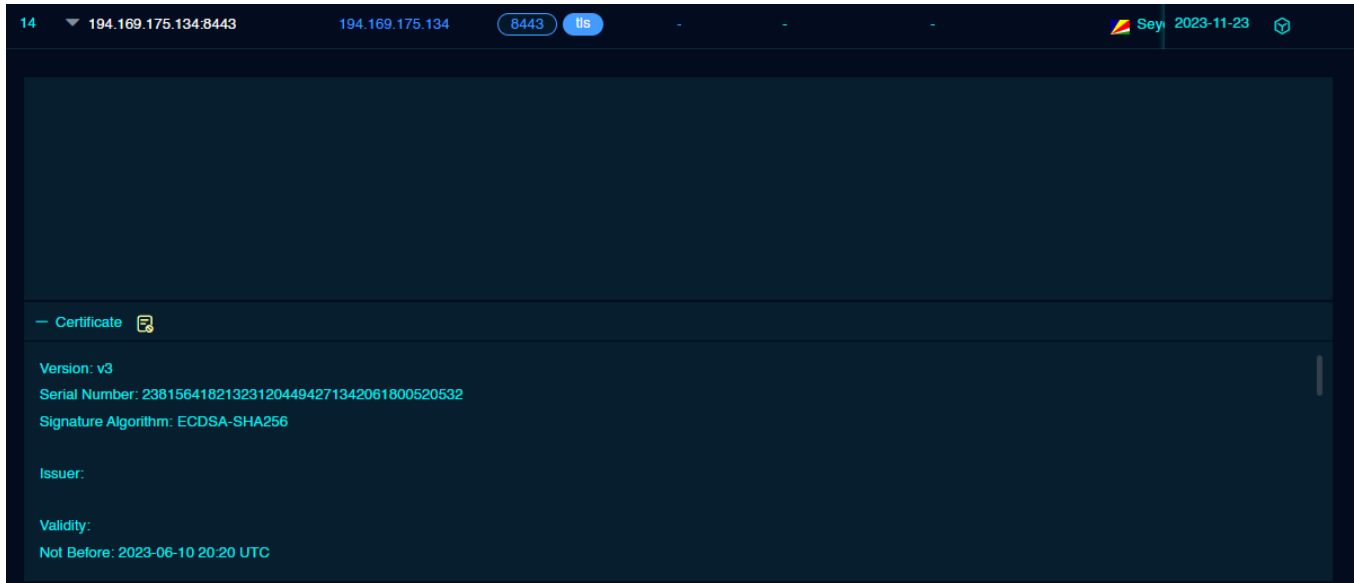 14 194.169.175.134:8443 194.169.175.134 8443 tls - - - 2023-11-23
Certificate
Version: v3
Serial Number: 238156418213231204494271342061800520532
Signature Algorithm: ECDSA-SHA256
Issuer:
Validity:
Not Before: 2023-06-10 20:20 UTC